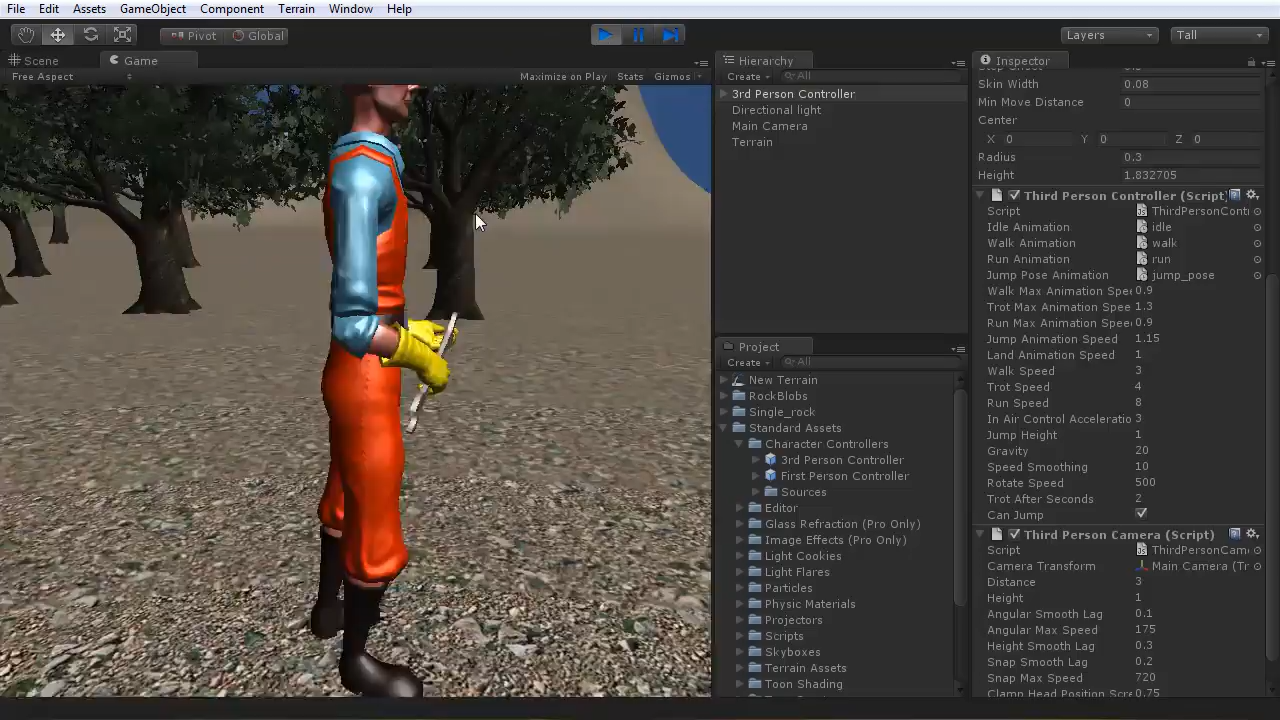 File Edit Assets GameObject Component Terrain Window Help
Pivot Global Layers Tall
Scene Game
Free Aspect Maximize on Play Stats Gizmos
Hierarchy
Create All
3rd Person Controller
Directional light
Main Camera
Terrain
Project
Create All
New Terrain
RockBlobs
Single_rock
Standard Assets
Character Controllers
3rd Person Controller
First Person Controller
Sources
Editor
Glass Refraction (Pro Only)
Image Effects (Pro Only)
Light Cookies
Light Flares
Particles
Physic Materials
Projectors
Scripts
Skyboxes
Terrain Assets
Toon Shading
Inspector
Skin Width 0.08
Min Move Distance 0
Center
X 0 Y 0 Z 0
Radius 0.3
Height 1.832705
Third Person Controller (Script)
Script ThirdPersonCont
Idle Animation idle
Walk Animation walk
Run Animation run
Jump Pose Animation jump_pose
Walk Max Animation Spee 0.9
Trot Max Animation Spee 1.3
Run Max Animation Spee 0.9
Jump Animation Speed 1.15
Land Animation Speed 1
Walk Speed 3
Trot Speed 4
Run Speed 8
In Air Control Acceleratio 3
Jump Height 1
Gravity 20
Speed Smoothing 10
Rotate Speed 500
Trot After Seconds 2
Can Jump
Third Person Camera (Script)
Script ThirdPersonCam
Camera Transform Main Camera (Tr
Distance 3
Height 1
Angular Smooth Lag 0.1
Angular Max Speed 175
Height Smooth Lag 0.3
Snap Smooth Lag 0.2
Snap Max Speed 720
Clamp Head Position Scre 0.75